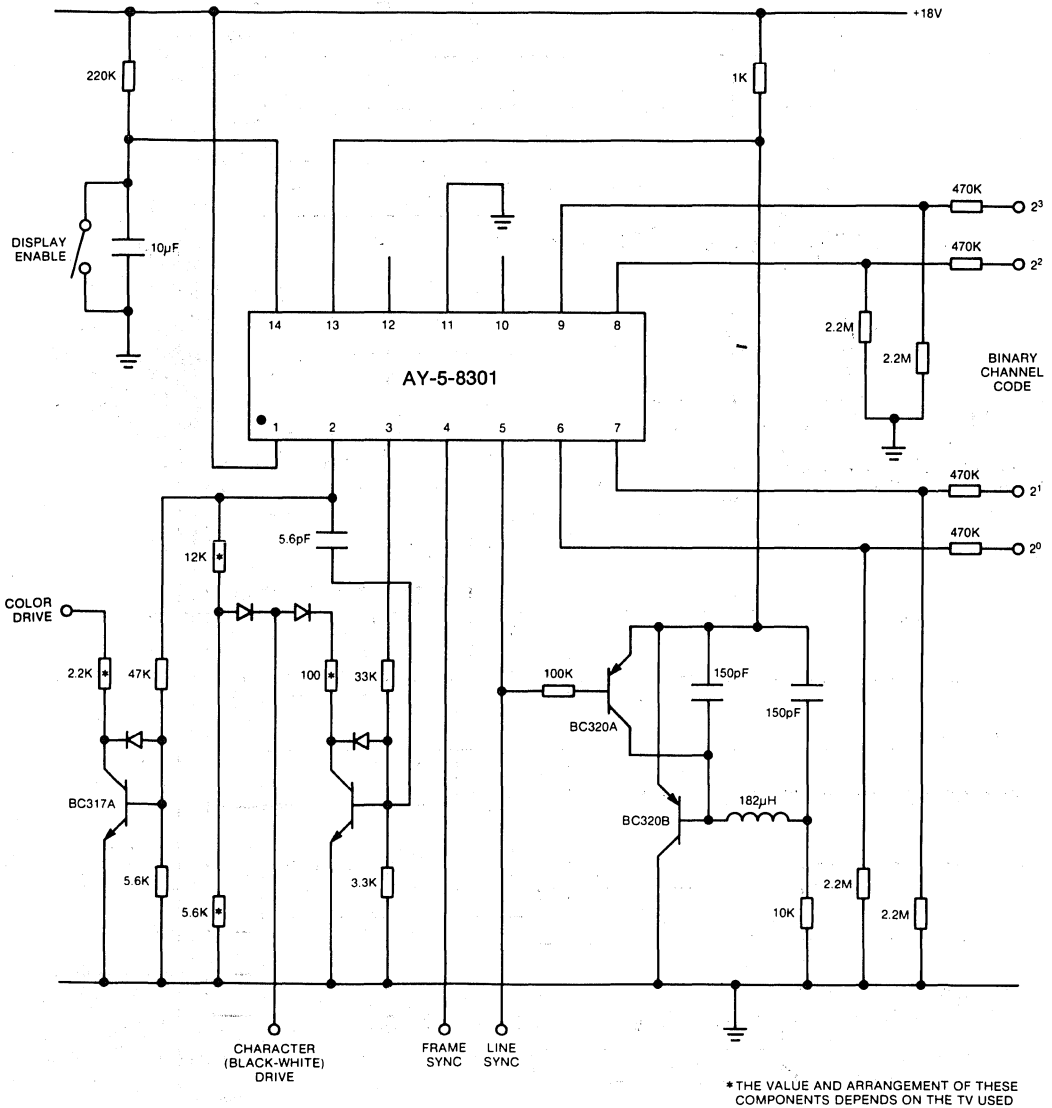 +18V
220K
1K
470K
2³
DISPLAY
ENABLE
10µF
470K
2²
14 13 12 11 10 9 8
2.2M
2.2M
BINARY
CHANNEL
CODE
AY-5-8301
1 2 3 4 5 6 7
470K
2¹
12K *
5.6pF
470K
2⁰
COLOR
DRIVE
2.2K *
47K
100 *
33K
100K
150pF
150pF
BC320A
BC317A
182µH
BC320B
5.6K
5.6K *
3.3K
10K
2.2M
2.2M
CHARACTER
(BLACK-WHITE)
DRIVE
FRAME
SYNC
LINE
SYNC
*THE VALUE AND ARRANGEMENT OF THESE
COMPONENTS DEPENDS ON THE TV USED